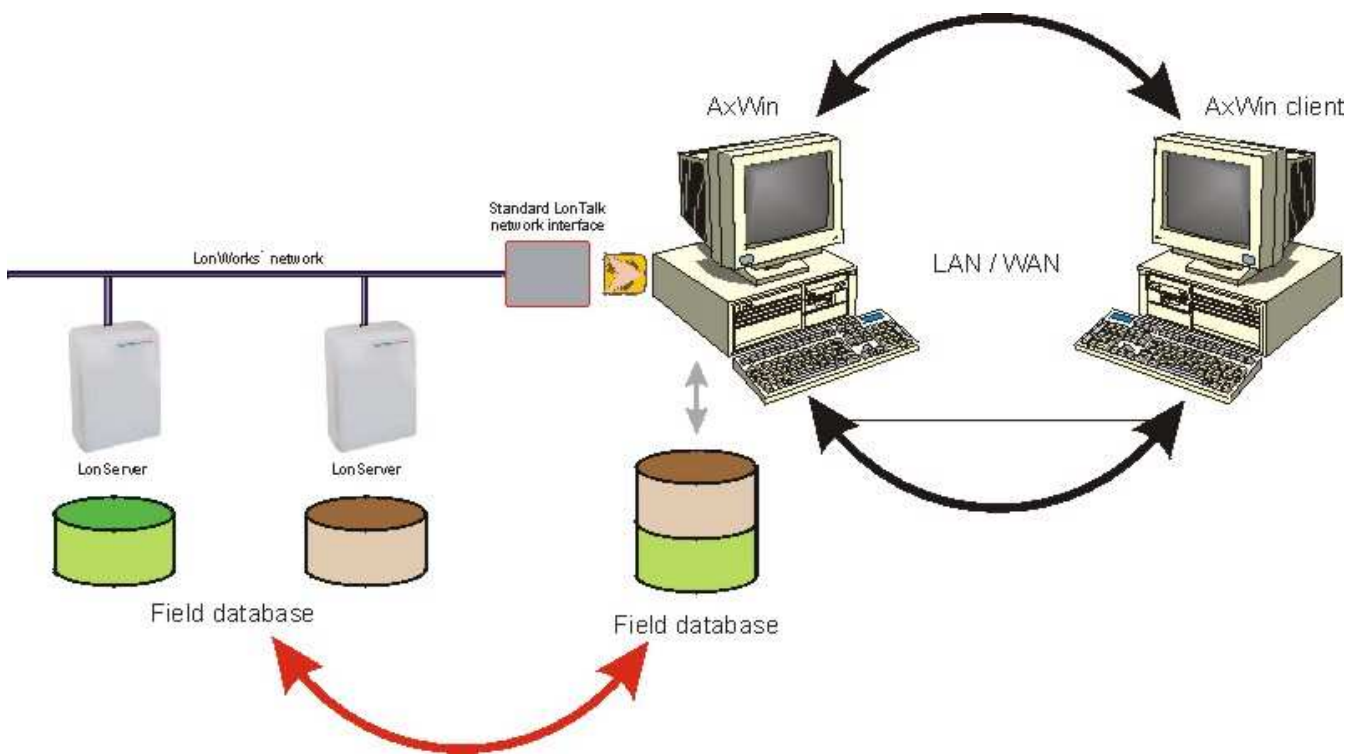 AxWin
AxWin client
Standard LonTalk
network interface
LonWorks` network
LAN / WAN
LonServer
LonServer
Field database
Field database